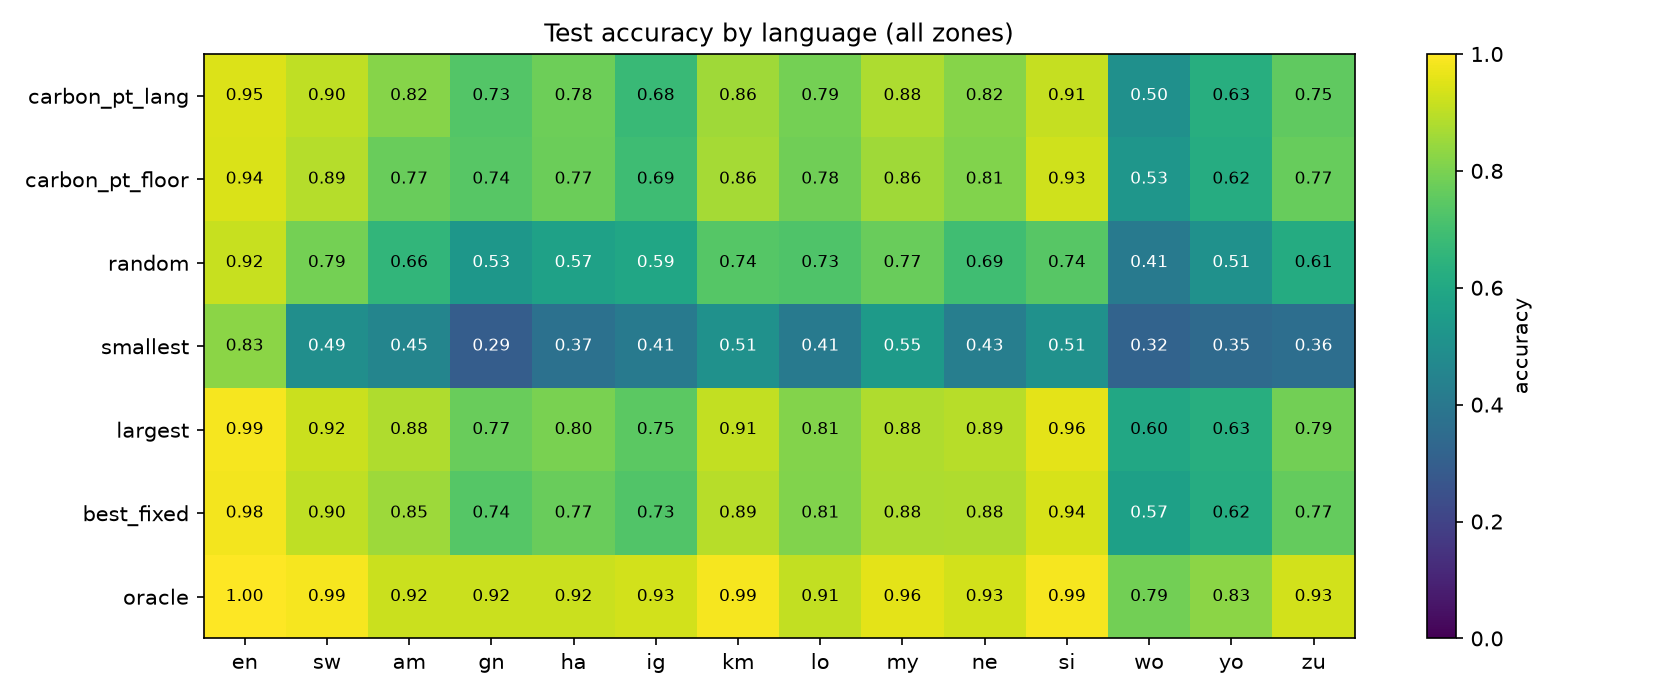 Test accuracy by language (all zones)
carbon_pt_lang 0.95 0.90 0.82 0.73 0.78 0.68 0.86 0.79 0.88 0.82 0.91 0.50 0.63 0.75
carbon_pt_floor 0.94 0.89 0.77 0.74 0.77 0.69 0.86 0.78 0.86 0.81 0.93 0.53 0.62 0.77
random 0.92 0.79 0.66 0.53 0.57 0.59 0.74 0.73 0.77 0.69 0.74 0.41 0.51 0.61
smallest 0.83 0.49 0.45 0.29 0.37 0.41 0.51 0.41 0.55 0.43 0.51 0.32 0.35 0.36
largest 0.99 0.92 0.88 0.77 0.80 0.75 0.91 0.81 0.88 0.89 0.96 0.60 0.63 0.79
best_fixed 0.98 0.90 0.85 0.74 0.77 0.73 0.89 0.81 0.88 0.88 0.94 0.57 0.62 0.77
oracle 1.00 0.99 0.92 0.92 0.92 0.93 0.99 0.91 0.96 0.93 0.99 0.79 0.83 0.93
en sw am gn ha ig km lo my ne si wo yo zu
1.0
0.8
0.6
0.4
0.2
0.0
accuracy